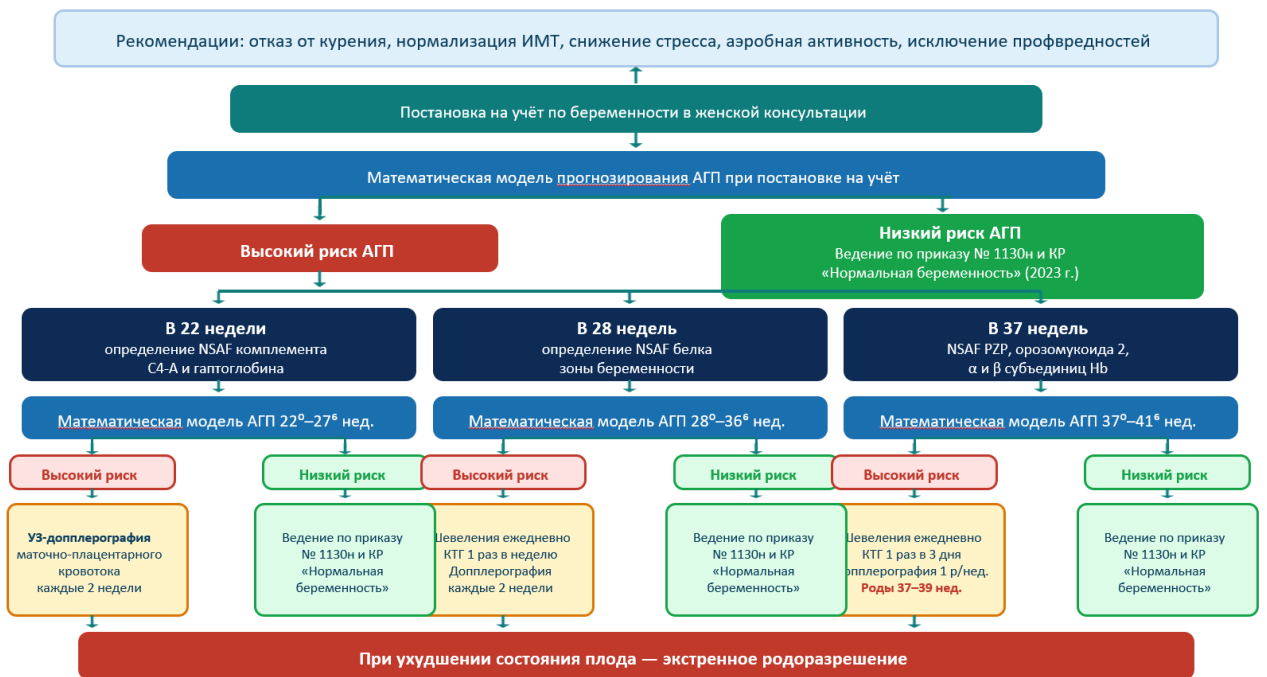 Рекомендации: отказ от курения, нормализация ИМТ, снижение стресса, аэробная активность, исключение профвредностей
Постановка на учёт по беременности в женской консультации
Математическая модель прогнозирования АГП при постановке на учёт
Высокий риск АГП
Низкий риск АГП
Ведение по приказу № 1130н и КР
«Нормальная беременность» (2023 г.)
В 22 недели
определение NSAF комплемента
C4-A и гаптоглобина
В 28 недель
определение NSAF белка
зоны беременности
В 37 недель
NSAF PZP, орозомукоида 2,
α и β субъединиц Hb
Математическая модель АГП 22⁰–27⁶ нед.
Математическая модель АГП 28⁰–36⁶ нед.
Математическая модель АГП 37⁰–41⁶ нед.
Высокий риск
Низкий риск
Высокий риск
Низкий риск
Высокий риск
Низкий риск
УЗ-допплерография
маточно-плацентарного
кровотока
каждые 2 недели
Ведение по приказу
№ 1130н и КР
«Нормальная
беременность»
Шевеления ежедневно
КТГ 1 раз в неделю
Допплерография
каждые 2 недели
Ведение по приказу
№ 1130н и КР
«Нормальная
беременность»
Шевеления ежедневно
КТГ 1 раз в 3 дня
Допплерография 1 р/нед.
Роды 37–39 нед.
Ведение по приказу
№ 1130н и КР
«Нормальная
беременность»
При ухудшении состояния плода — экстренное родоразрешение